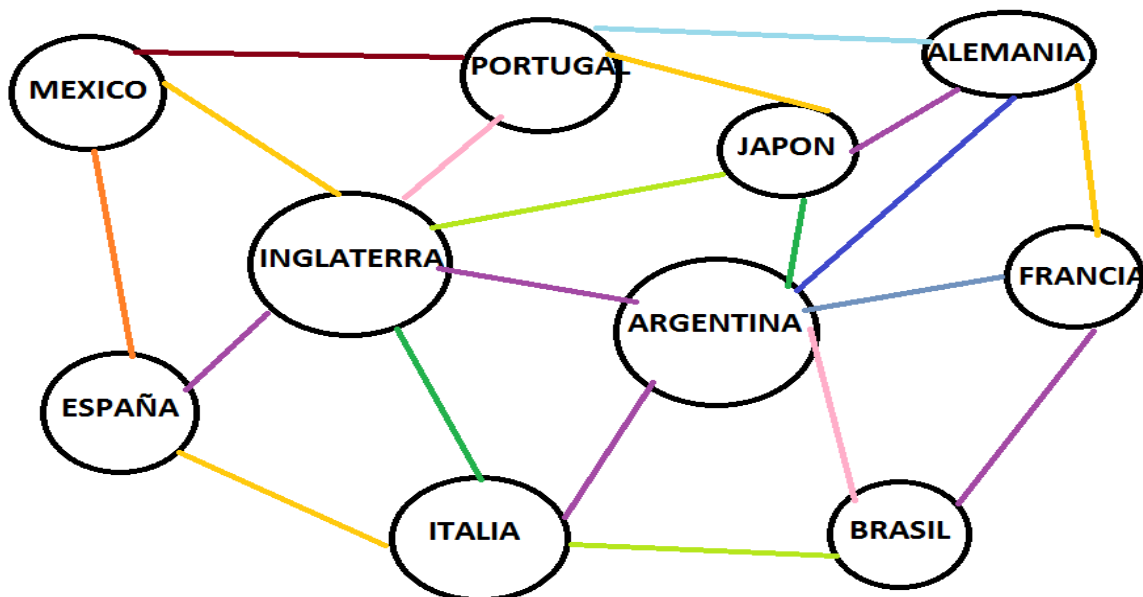 MEXICO
PORTUGAL
ALEMANIA
JAPON
INGLATERRA
FRANCIA
ARGENTINA
ESPAÑA
ITALIA
BRASIL